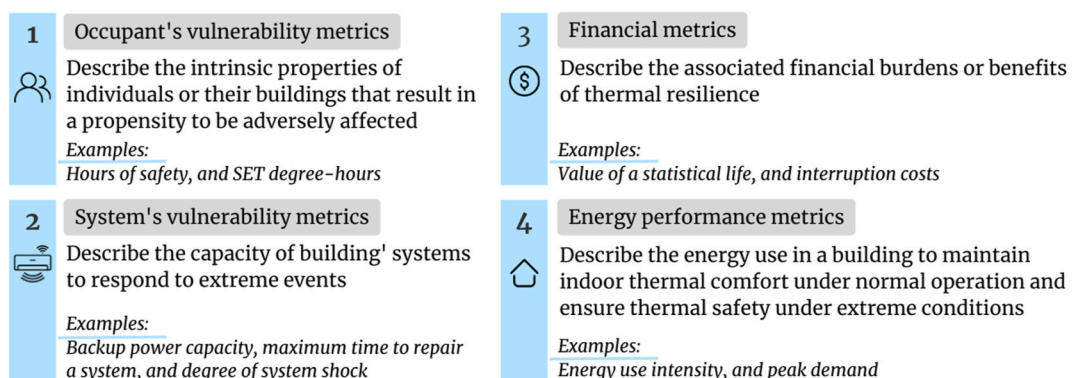 1
Occupant's vulnerability metrics
Describe the intrinsic properties of
individuals or their buildings that result in
a propensity to be adversely affected
Examples:
Hours of safety, and SET degree-hours
2
System's vulnerability metrics
Describe the capacity of building' systems
to respond to extreme events
Examples:
Backup power capacity, maximum time to repair
a system, and degree of system shock
3
Financial metrics
Describe the associated financial burdens or benefits
of thermal resilience
Examples:
Value of a statistical life, and interruption costs
4
Energy performance metrics
Describe the energy use in a building to maintain
indoor thermal comfort under normal operation and
ensure thermal safety under extreme conditions
Examples:
Energy use intensity, and peak demand